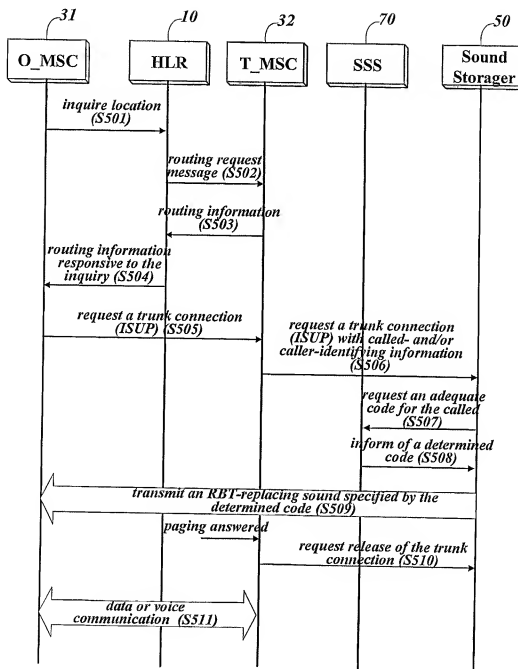 31
10
32
70
50
O_MSC
HLR
T_MSC
SSS
Sound
Storager
inquire location
(S501)
routing request
message (S502)
routing information
(S503)
routing information
responsive to the
inquiry (S504)
request a trunk connection
(ISUP) (S505)
request a trunk connection
(ISUP) with called- and/or
caller-identifying information
(S506)
request an adequate
code for the called
(S507)
inform of a determined
code (S508)
transmit an RBT-replacing sound specified by the
determined code (S509)
paging answered
request release of the trunk
connection (S510)
data or voice
communication (S511)